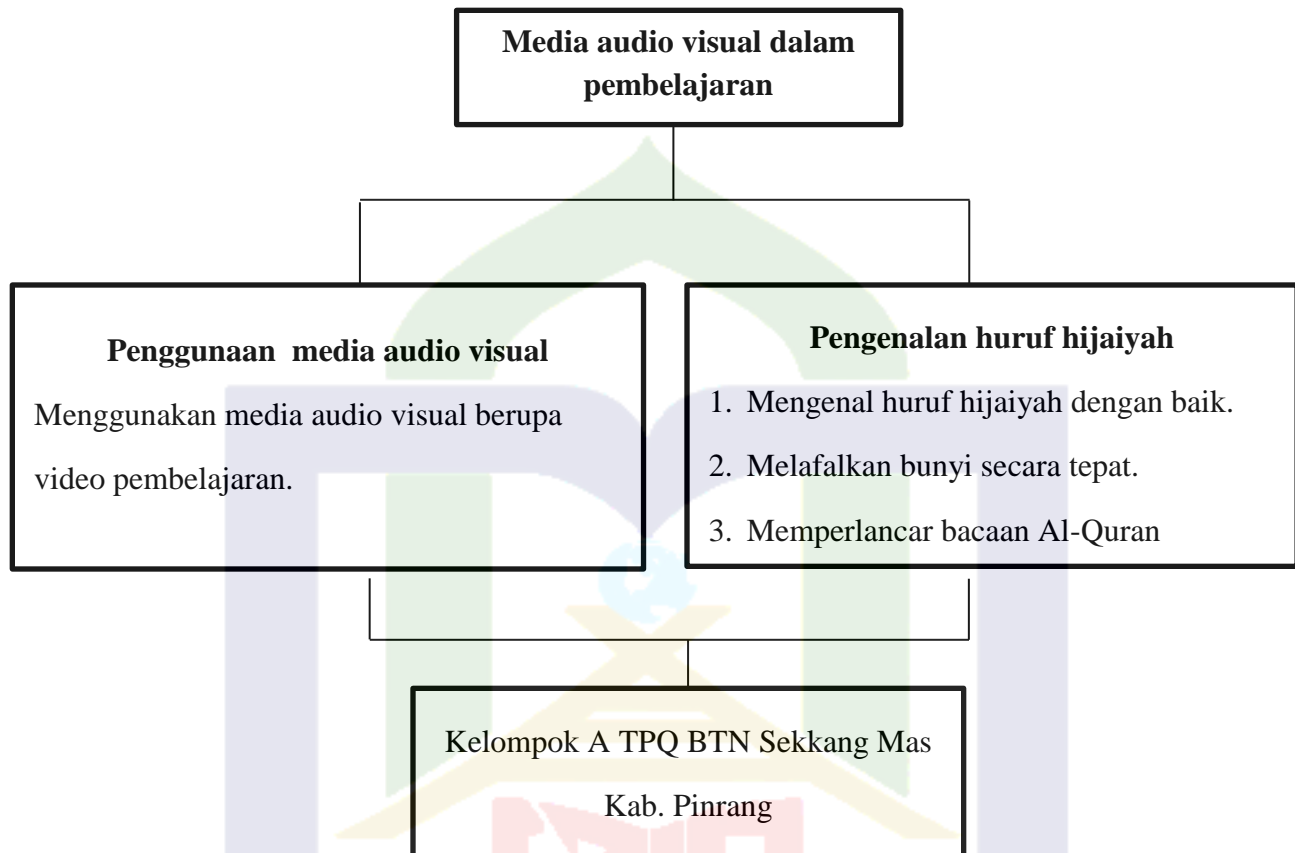 Media audio visual dalam
pembelajaran
Penggunaan media audio visual
Menggunakan media audio visual berupa
video pembelajaran.
Pengenalan huruf hijaiyah
1. Mengenal huruf hijaiyah dengan baik.
2. Melafalkan bunyi secara tepat.
3. Memperlancar bacaan Al-Quran
Kelompok A TPQ BTN Sekkang Mas
Kab. Pinrang